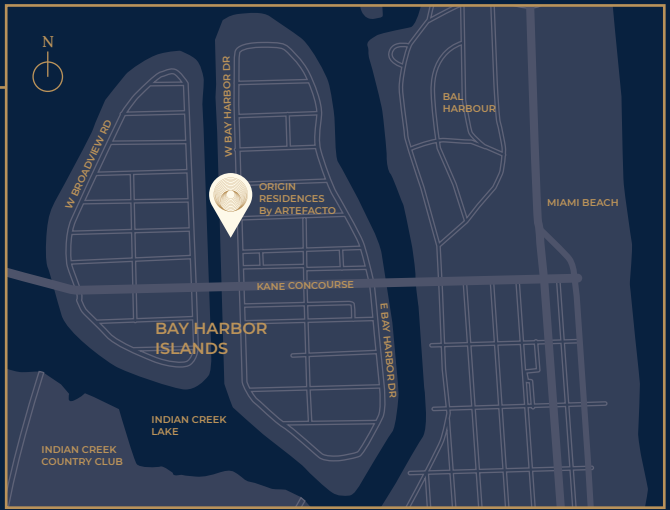 N
W BROADVIEW RD
W BAY HARBOR DR
BAL
HARBOUR
ORIGIN
RESIDENCES
By ARTEFACTO
MIAMI BEACH
KANE CONCOURSE
BAY HARBOR
ISLANDS
E BAY HARBOR DR
INDIAN CREEK
LAKE
INDIAN CREEK
COUNTRY CLUB